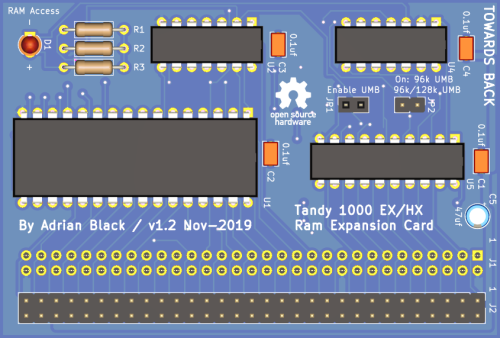 RAM Access
D1
+
R1
R2
R3
U2
0.1uf
C3
U4
0.1uf
C4
TOWARDS BACK
On: 96k UMB
Enable UMB
96k/128k UMB
JP1
JP2
open source
hardware
0.1uf
C2
U1
0.1uf
C1
U5
C5
47uf
By Adrian Black / v1.2 Nov-2019
Tandy 1000 EX/HX
Ram Expansion Card
1
J1
1
J2